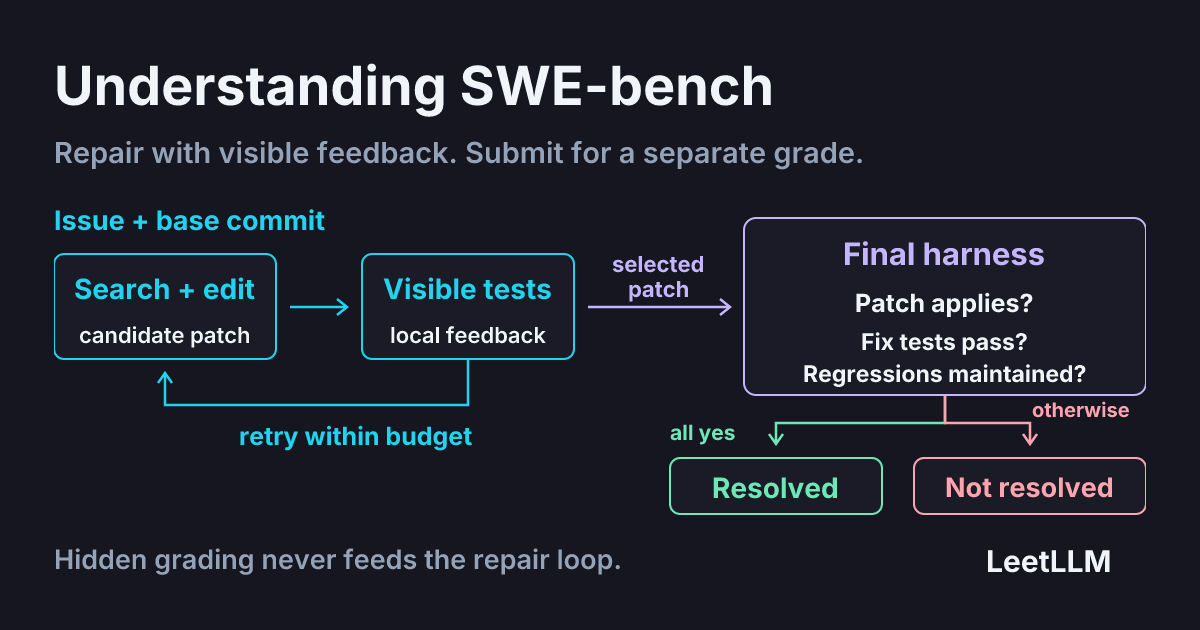 Understanding SWE-bench
Repair with visible feedback. Submit for a separate grade.
Issue + base commit
Search + edit
candidate patch
Visible tests
local feedback
retry within budget
selected
patch
Final harness
Patch applies?
Fix tests pass?
Regressions maintained?
all yes
otherwise
Resolved
Not resolved
Hidden grading never feeds the repair loop.
LeetLLM